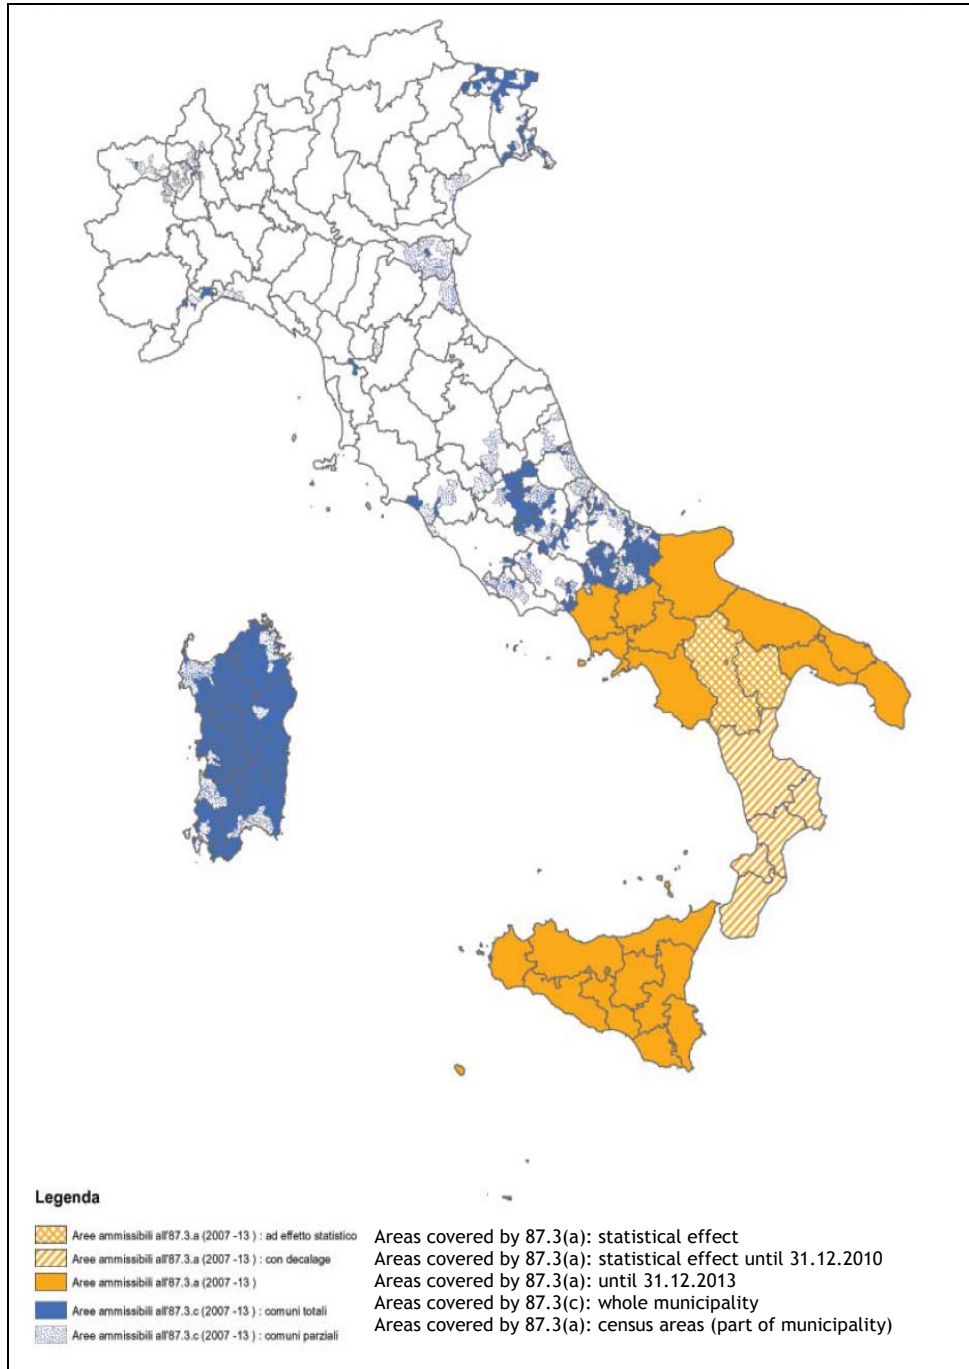 Legenda
Aree ammissibili all'87.3.a (2007 -13 ) : ad effetto statistico
Aree ammissibili all'87.3.a (2007 -13 ) : con decalage
Aree ammissibili all'87.3.a (2007 -13 )
Aree ammissibili all'87.3.c (2007 -13 ) : comuni totali
Aree ammissibili all'87.3.c (2007 -13 ) : comuni parziali
Areas covered by 87.3(a): statistical effect
Areas covered by 87.3(a): statistical effect until 31.12.2010
Areas covered by 87.3(a): until 31.12.2013
Areas covered by 87.3(c): whole municipality
Areas covered by 87.3(a): census areas (part of municipality)